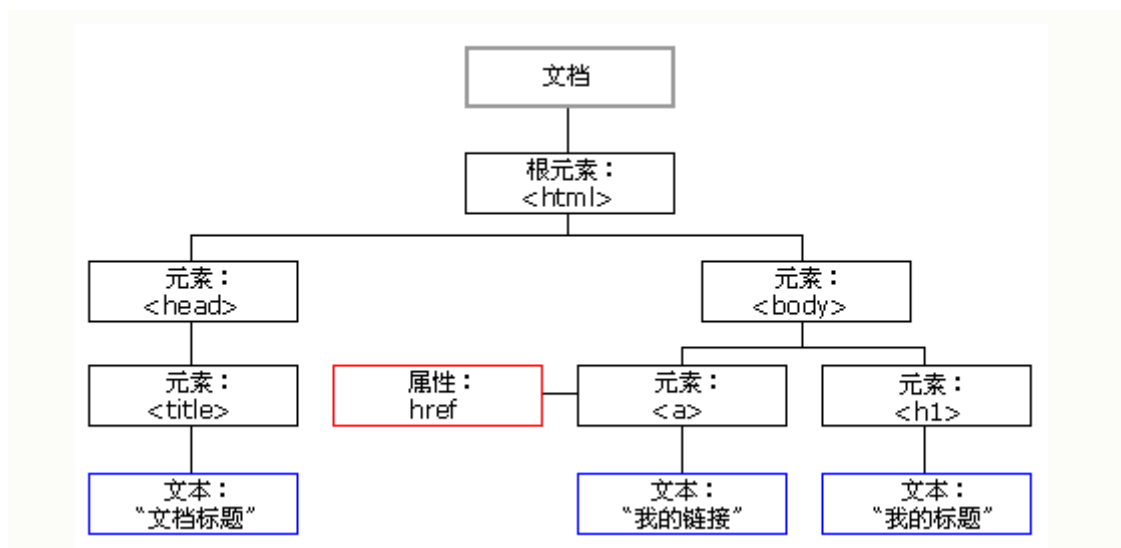 文档
根元素：
<html>
元素：
<head>
元素：
<body>
元素：
<title>
属性：
href
元素：
<a>
元素：
<h1>
文本：
“文档标题”
文本：
“我的链接”
文本：
“我的标题”